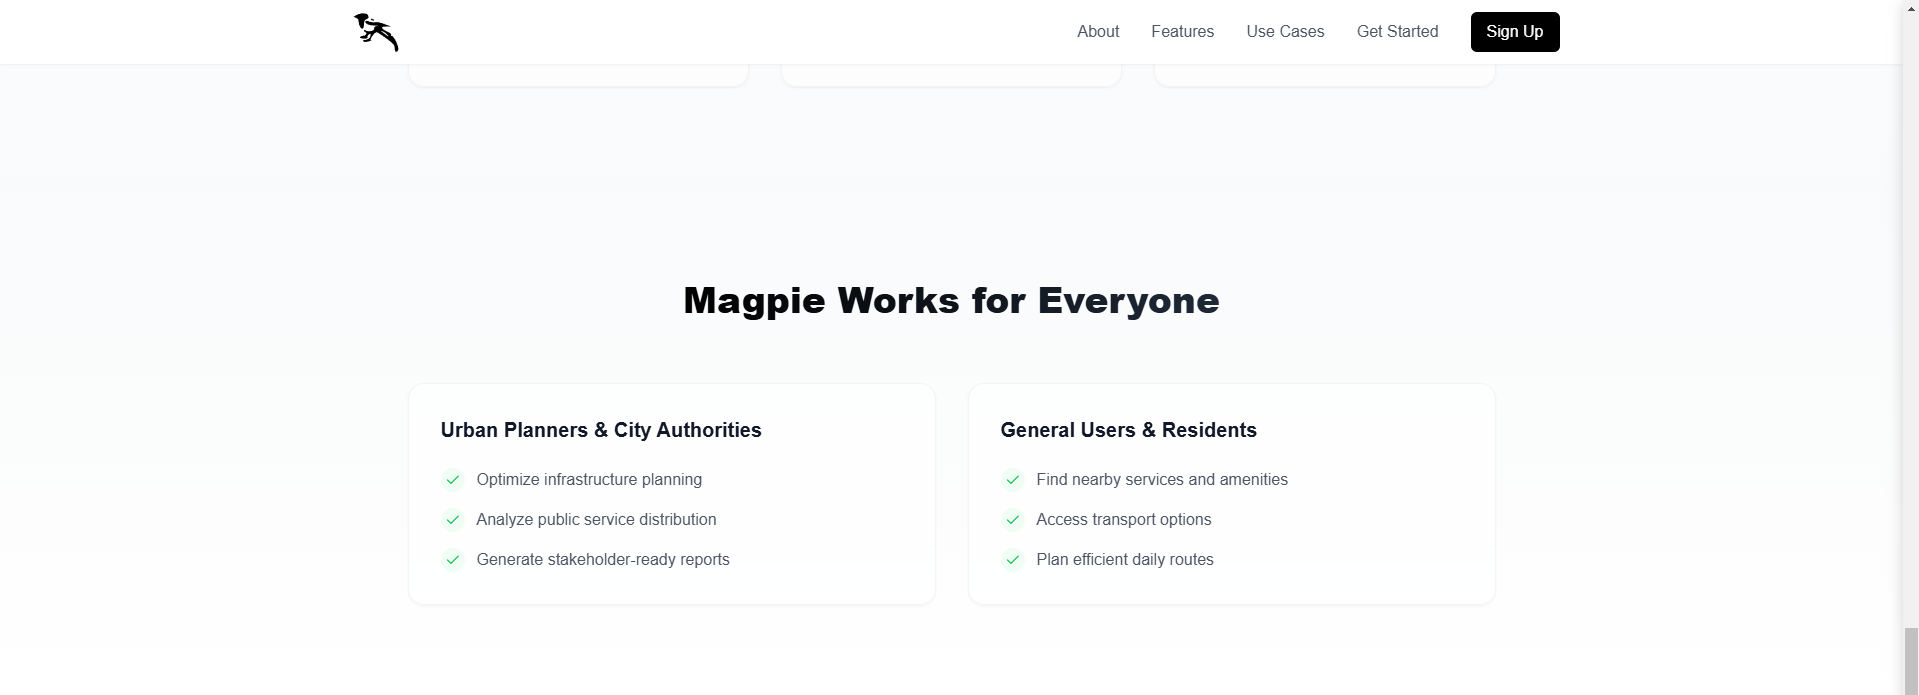 About
Features
Use Cases
Get Started
Sign Up
Magpie Works for Everyone
Urban Planners & City Authorities
Optimize infrastructure planning
Analyze public service distribution
Generate stakeholder-ready reports
General Users & Residents
Find nearby services and amenities
Access transport options
Plan efficient daily routes